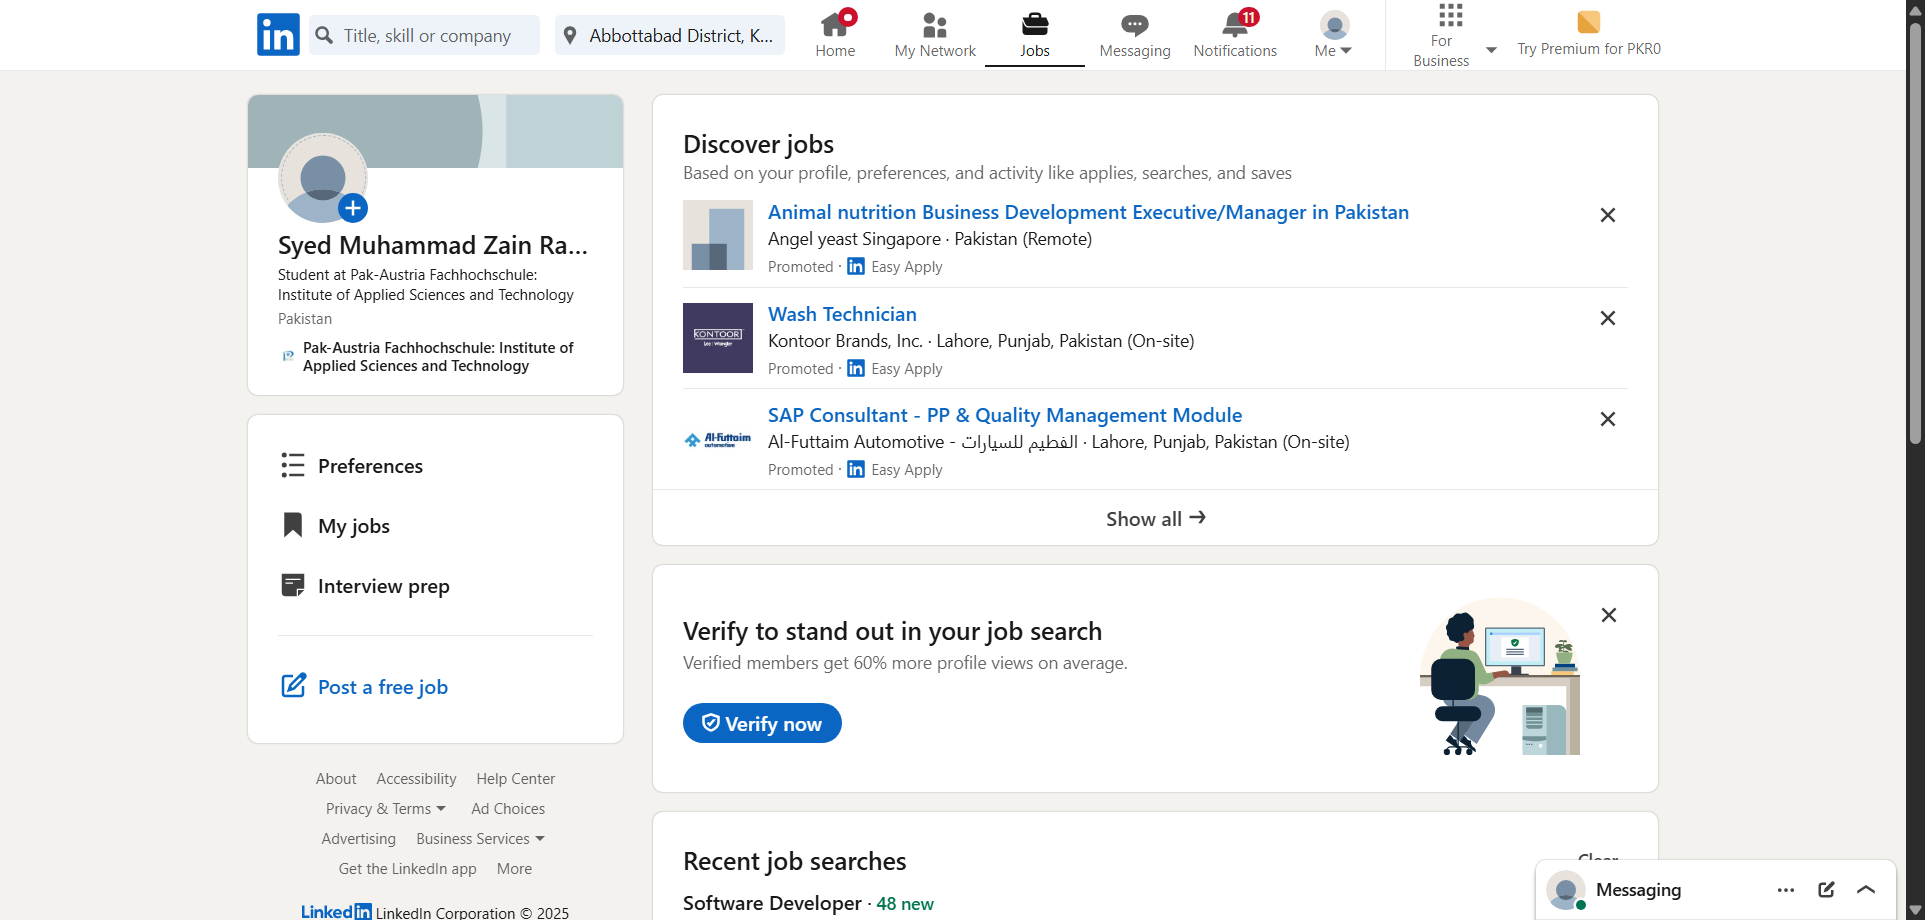 in
Title, skill or company
Abbottabad District, K...
Home
My Network
Jobs
Messaging
11
Notifications
Me
For
Business
Try Premium for PKR0
Syed Muhammad Zain Ra...
Student at Pak-Austria Fachhochschule:
Institute of Applied Sciences and Technology
Pakistan
Pak-Austria Fachhochschule: Institute of
Applied Sciences and Technology
Preferences
My jobs
Interview prep
Post a free job
About Accessibility Help Center
Privacy & Terms Ad Choices
Advertising Business Services
Get the LinkedIn app More
LinkedIn LinkedIn Corporation © 2025
Discover jobs
Based on your profile, preferences, and activity like applies, searches, and saves
Animal nutrition Business Development Executive/Manager in Pakistan
Angel yeast Singapore · Pakistan (Remote)
Promoted · in Easy Apply
KONTOOR
Lee | Wrangler
Wash Technician
Kontoor Brands, Inc. · Lahore, Punjab, Pakistan (On-site)
Promoted · in Easy Apply
Al-Futtaim
automotive
SAP Consultant - PP & Quality Management Module
Al-Futtaim Automotive - الفطيم للسيارات · Lahore, Punjab, Pakistan (On-site)
Promoted · in Easy Apply
Show all →
Verify to stand out in your job search
Verified members get 60% more profile views on average.
Verify now
Recent job searches
Clear
Software Developer · 48 new
Messaging